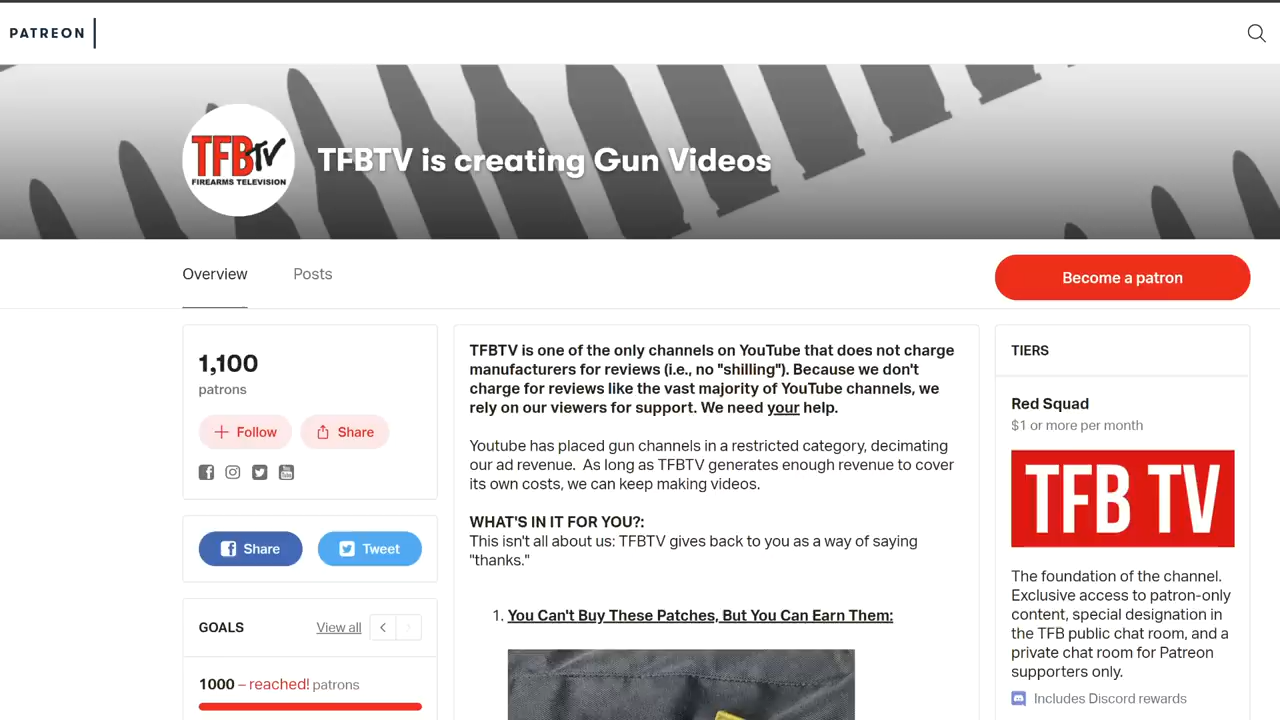 PATREON
TFBTV
FIREARMS TELEVISION
TFBTV is creating Gun Videos
Overview
Posts
Become a patron
1,100
patrons
Follow
Share
Share
Tweet
GOALS
View all
1000 – reached! patrons
TFBTV is one of the only channels on YouTube that does not charge
manufacturers for reviews (i.e., no "shilling"). Because we don't
charge for reviews like the vast majority of YouTube channels, we
rely on our viewers for support. We need your help.
Youtube has placed gun channels in a restricted category, decimating
our ad revenue.  As long as TFBTV generates enough revenue to cover
its own costs, we can keep making videos.
WHAT'S IN IT FOR YOU?:
This isn't all about us: TFBTV gives back to you as a way of saying
"thanks."
1. You Can't Buy These Patches, But You Can Earn Them:
TIERS
Red Squad
$1 or more per month
TFB TV
The foundation of the channel.
Exclusive access to patron-only
content, special designation in
the TFB public chat room, and a
private chat room for Patreon
supporters only.
Includes Discord rewards